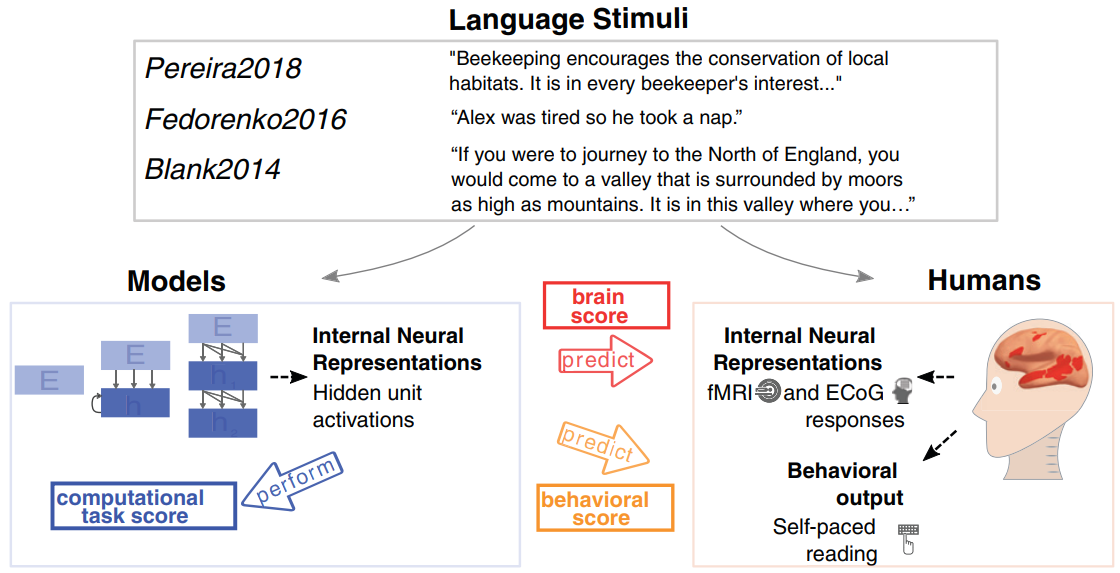 Language Stimuli
Pereira2018
"Beekeeping encourages the conservation of local
habitats. It is in every beekeeper's interest..."
Fedorenko2016
“Alex was tired so he took a nap.”
Blank2014
“If you were to journey to the North of England, you
would come to a valley that is surrounded by moors
as high as mountains. It is in this valley where you…”
Models
E
E
h
E
h₁
h₂
Internal Neural
Representations
Hidden unit
activations
perform
computational
task score
brain
score
predict
predict
behavioral
score
Humans
Internal Neural
Representations
fMRI and ECoG
responses
Behavioral
output
Self-paced
reading